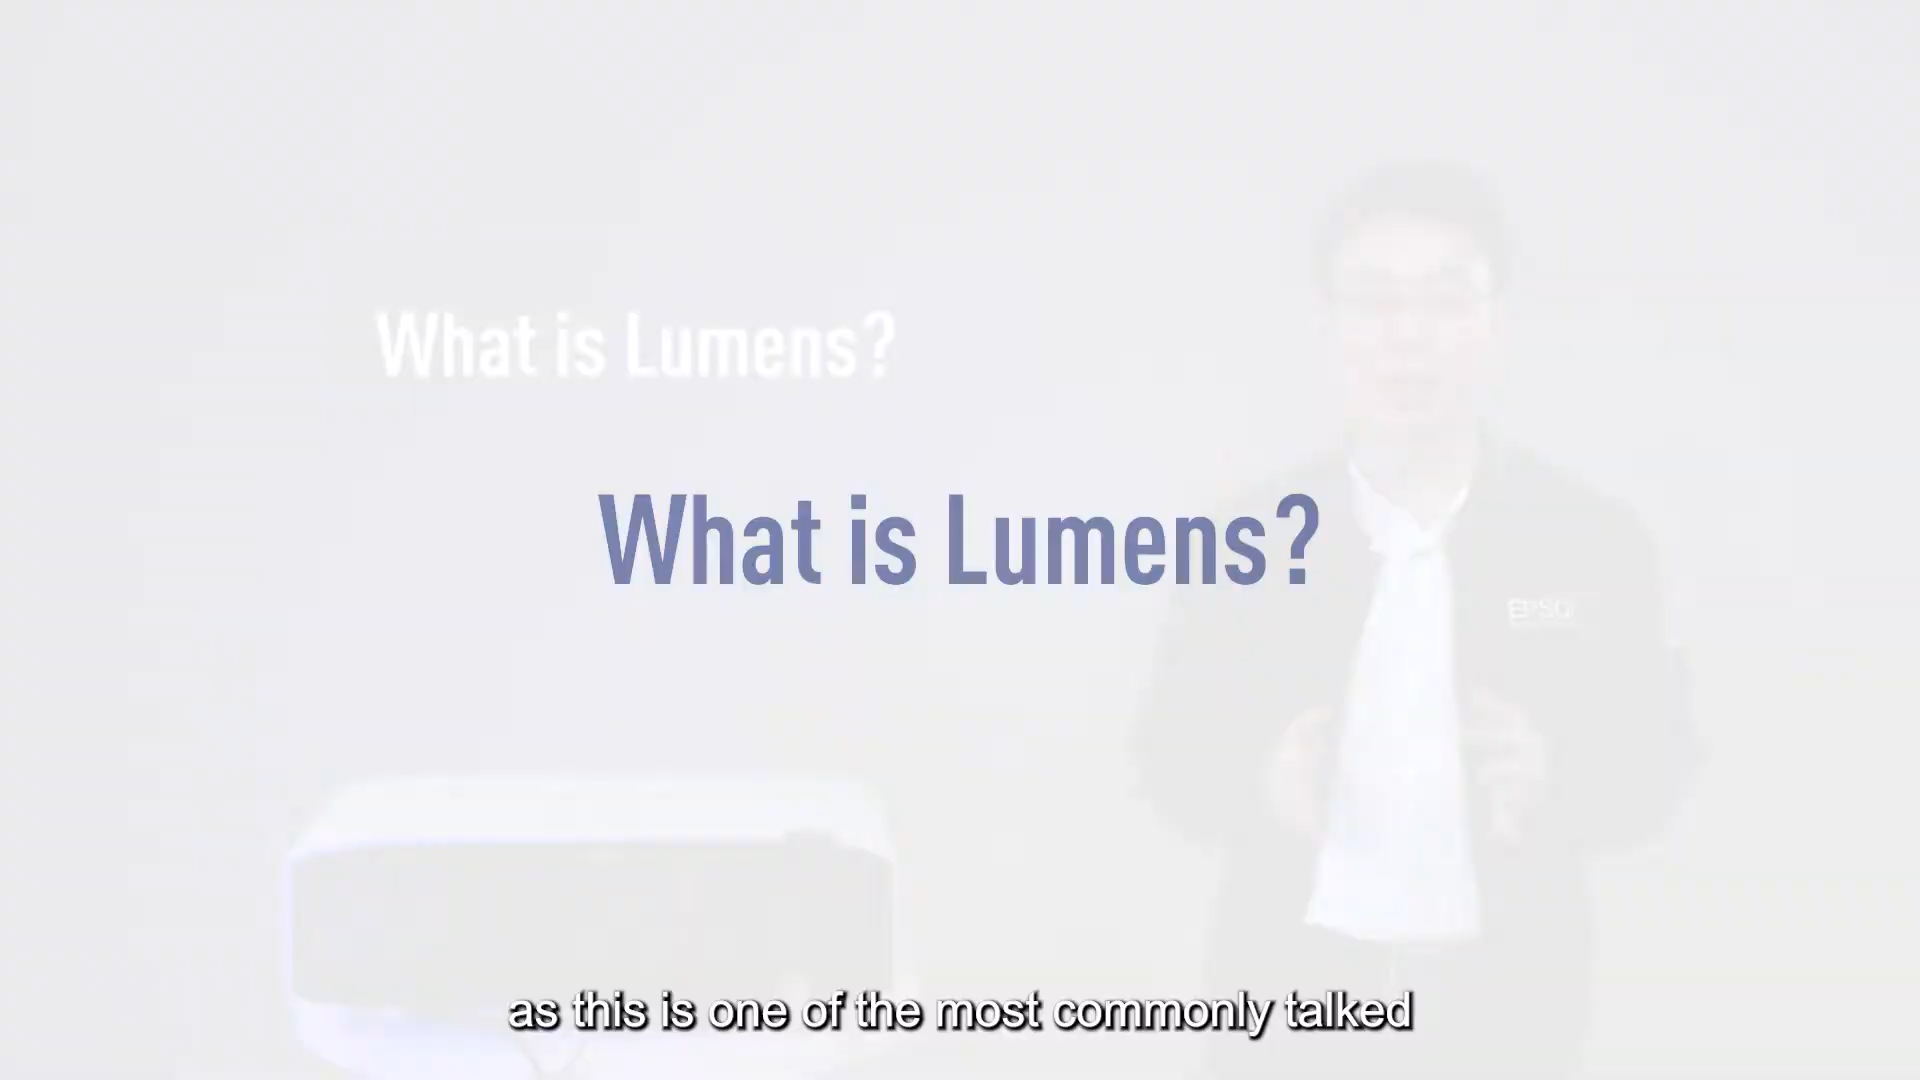 What is Lumens?
What is Lumens?
as this is one of the most commonly talked